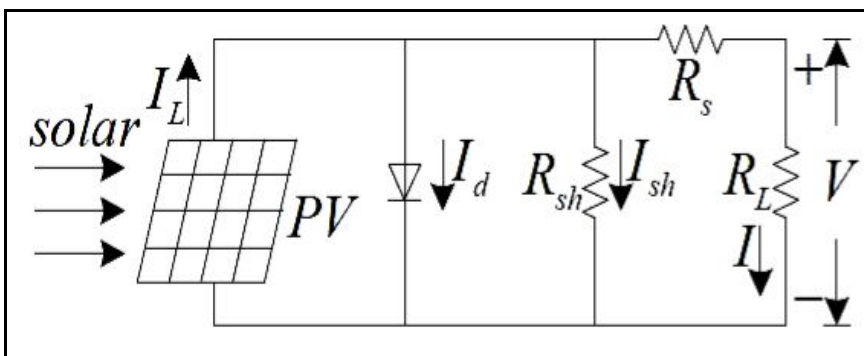 I_L
solar
PV
I_d
R_sh
I_sh
R_s
R_L
I
+
−
V